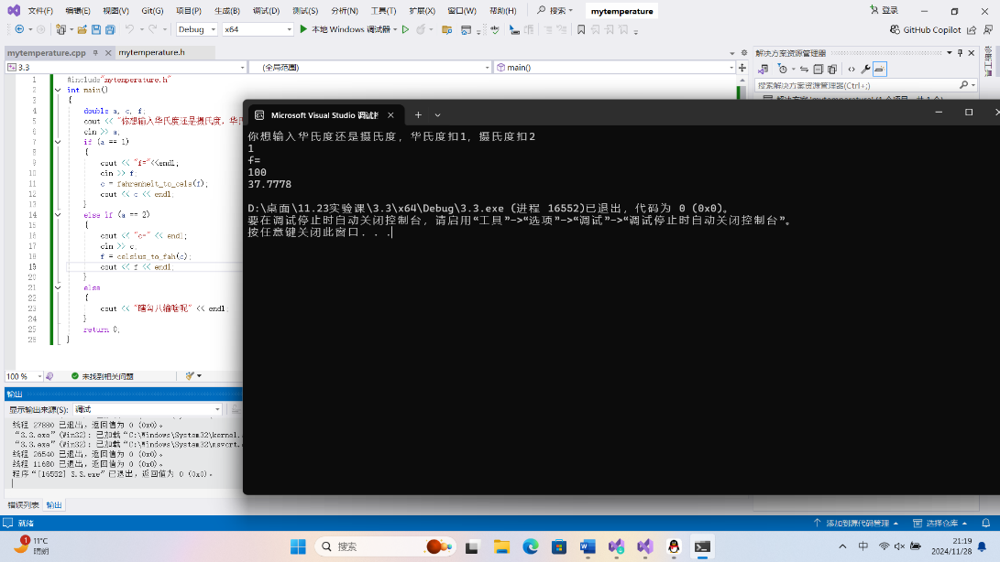 文件(F) 编辑(E) 视图(V) Git(G) 项目(P) 生成(B) 调试(D) 测试(S) 分析(N) 工具(T) 扩展(X) 窗口(W) 帮助(H) 搜索 mytemperature 登录
Debug x64 本地 Windows 调试器 GitHub Copilot
mytemperature.cpp mytemperature.h 解决方案资源管理器
3.3 (全局范围) main()
搜索解决方案资源管理器(Ctrl+;)
1 #include"mytemperature.h"
2 int main()
3 {
4 double a, c, f;
5 cout << "你想输入华氏度还是摄氏度，华氏
6 cin >> a;
7 if (a == 1)
8 {
9 cout << "f="<<endl;
10 cin >> f;
11 c = fahrenheit_to_cels(f);
12 cout << c << endl;
13 }
14 else if (a == 2)
15 {
16 cout << "c=" << endl;
17 cin >> c;
18 f = celsius_to_fah(c);
19 cout << f << endl;
20 }
21 else
22 {
23 cout << "瞎勾八输啥呢" << endl;
24 }
25 return 0;
26 }
100 % 未找到相关问题
输出
显示输出来源(S): 调试
线程 27880 已退出，返回值为 0 (0x0)。
“3.3.exe”(Win32): 已加载“C:\Windows\System32\kernel.
“3.3.exe”(Win32): 已加载“C:\Windows\System32\msvcrt.
线程 26540 已退出，返回值为 0 (0x0)。
线程 11680 已退出，返回值为 0 (0x0)。
程序“[16552] 3.3.exe”已退出，返回值为 0 (0x0)。
错误列表 输出
Microsoft Visual Studio 调试
你想输入华氏度还是摄氏度，华氏度扣1，摄氏度扣2
1
f=
100
37.7778
D:\桌面\11.23实验课\3.3\x64\Debug\3.3.exe (进程 16552)已退出，代码为 0 (0x0)。
要在调试停止时自动关闭控制台，请启用“工具”->“选项”->“调试”->“调试停止时自动关闭控制台”。
按任意键关闭此窗口. . .
就绪 添加到源代码管理 选择仓库
1 11°C
晴朗
搜索
中
21:19
2024/11/28